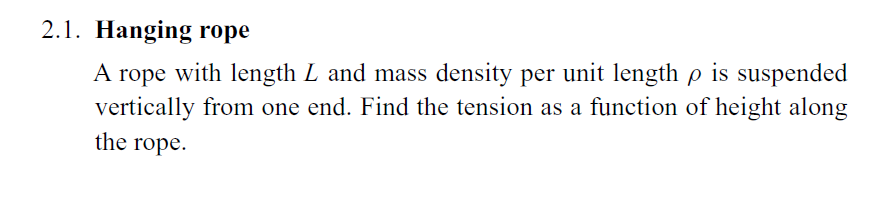 2.1. Hanging rope
A rope with length L and mass density per unit length ρ is suspended
vertically from one end. Find the tension as a function of height along
the rope.